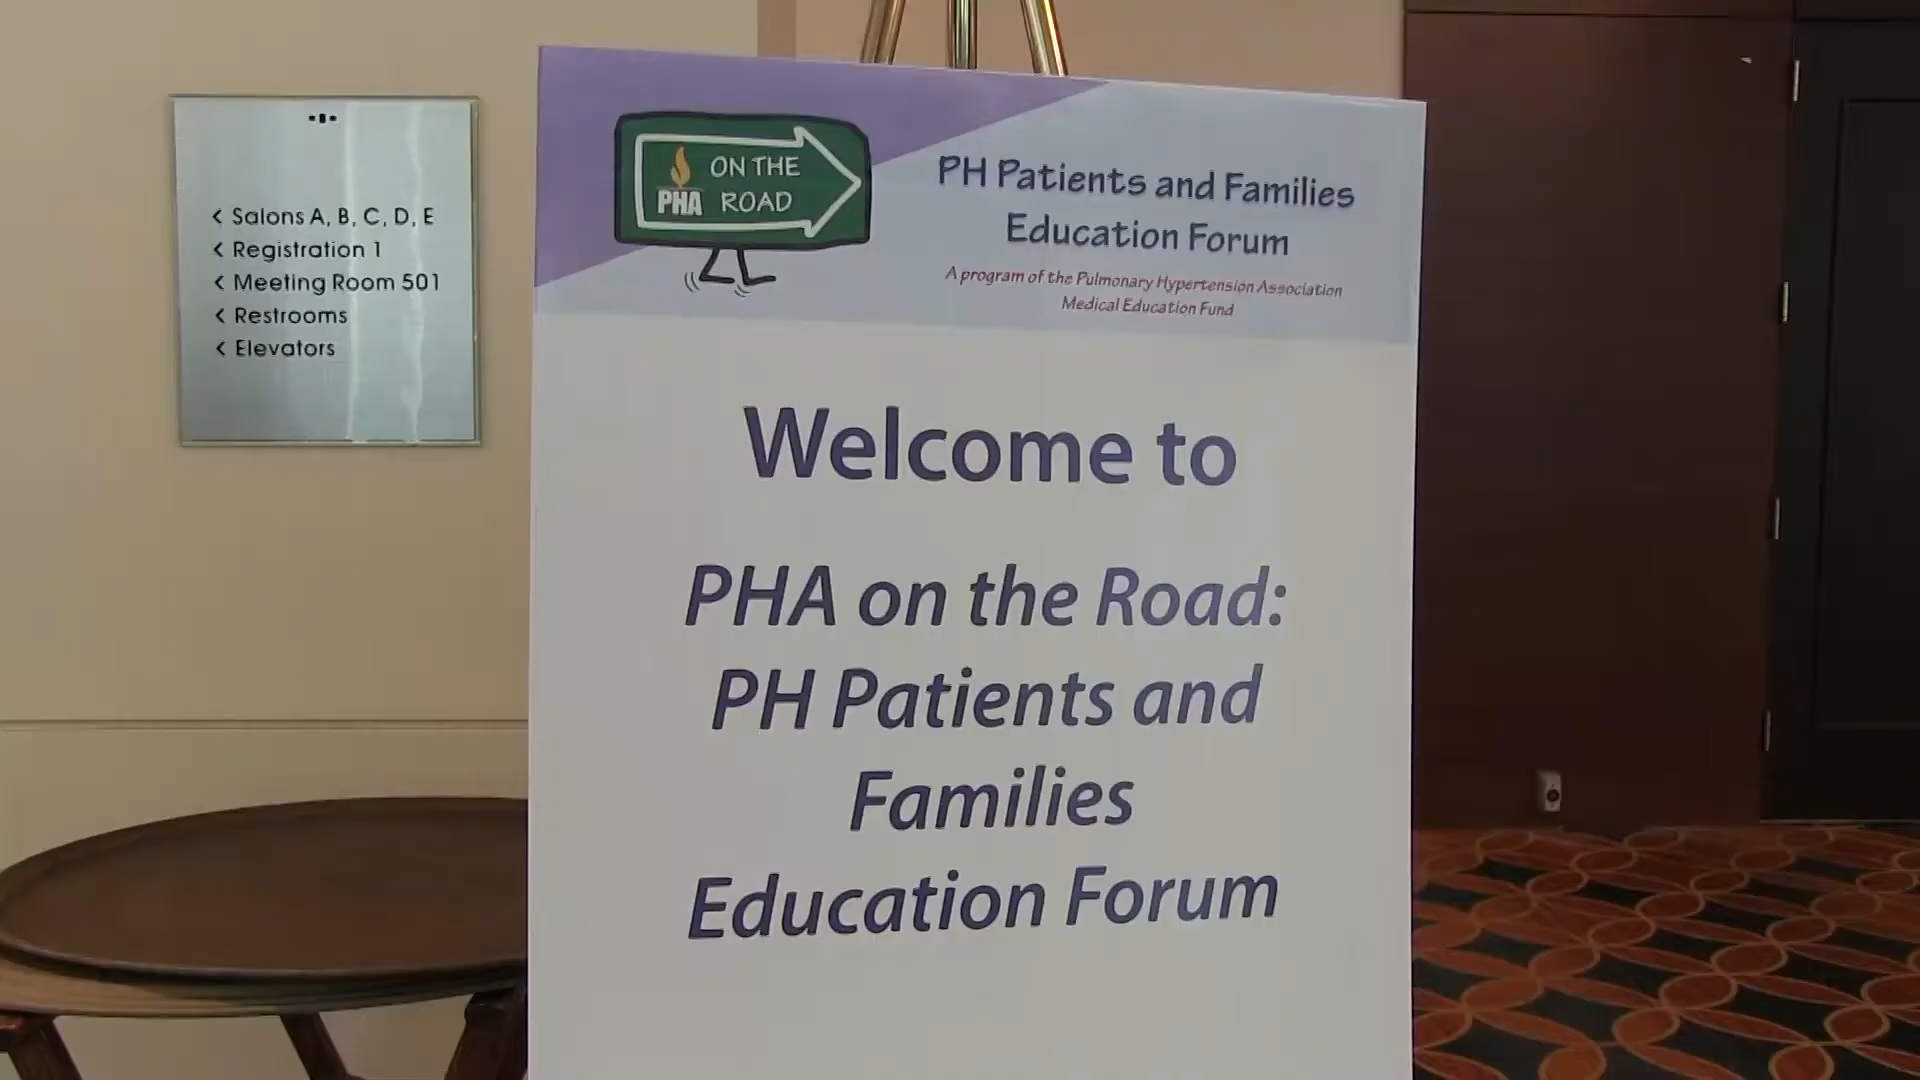 < Salons A, B, C, D, E
< Registration 1
< Meeting Room 501
< Restrooms
< Elevators
ON THE
PHA ROAD
PH Patients and Families
Education Forum
A program of the Pulmonary Hypertension Association
Medical Education Fund
Welcome to
PHA on the Road:
PH Patients and
Families
Education Forum